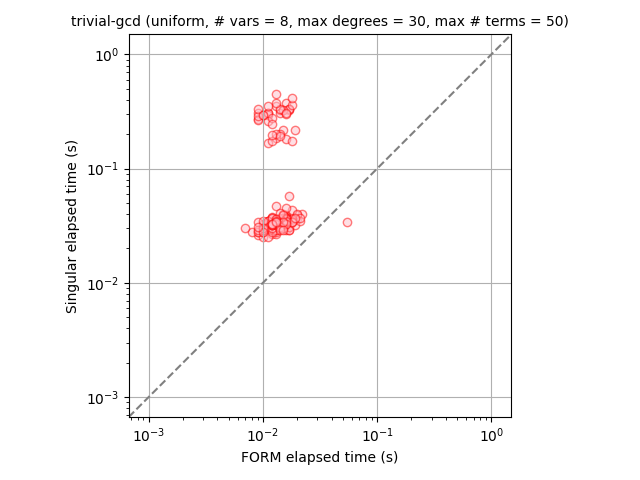 trivial-gcd (uniform, # vars = 8, max degrees = 30, max # terms = 50)
Singular elapsed time (s)
10⁰
10⁻¹
10⁻²
10⁻³
10⁻³ 10⁻² 10⁻¹ 10⁰
FORM elapsed time (s)